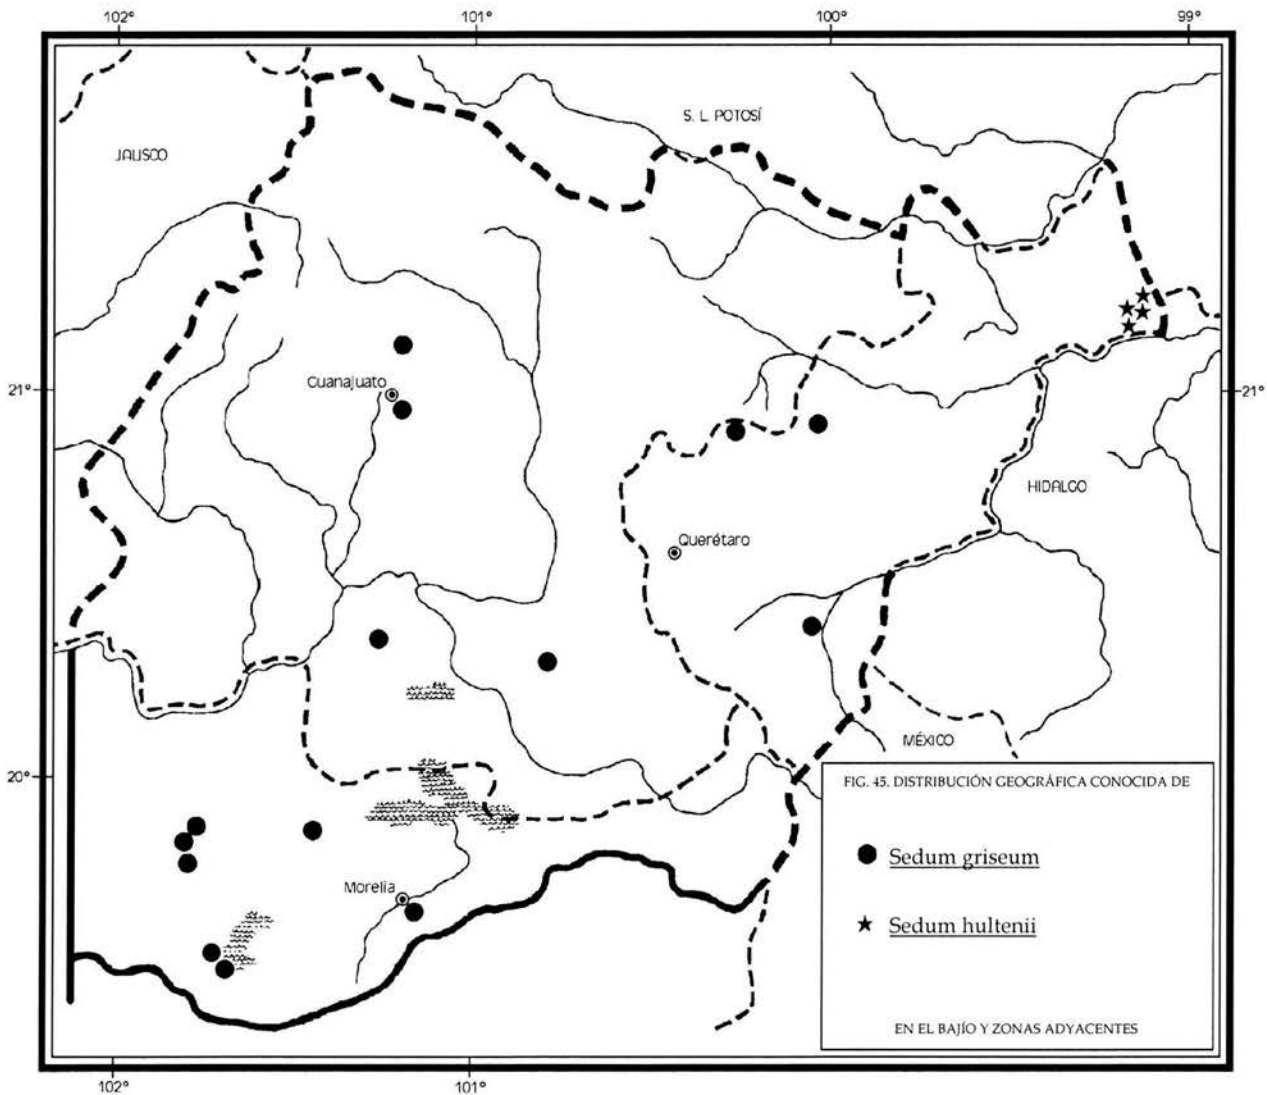 102°
101°
100°
99°
S. L. POTOSÍ
JALISCO
Guanajuato
21°
21°
HIDALGO
Querétaro
MÉXICO
20°
FIG. 45. DISTRIBUCIÓN GEOGRÁFICA CONOCIDA DE
Sedum griseum
Morelia
Sedum hultenii
EN EL BAJÍO Y ZONAS ADYACENTES
102°
101°